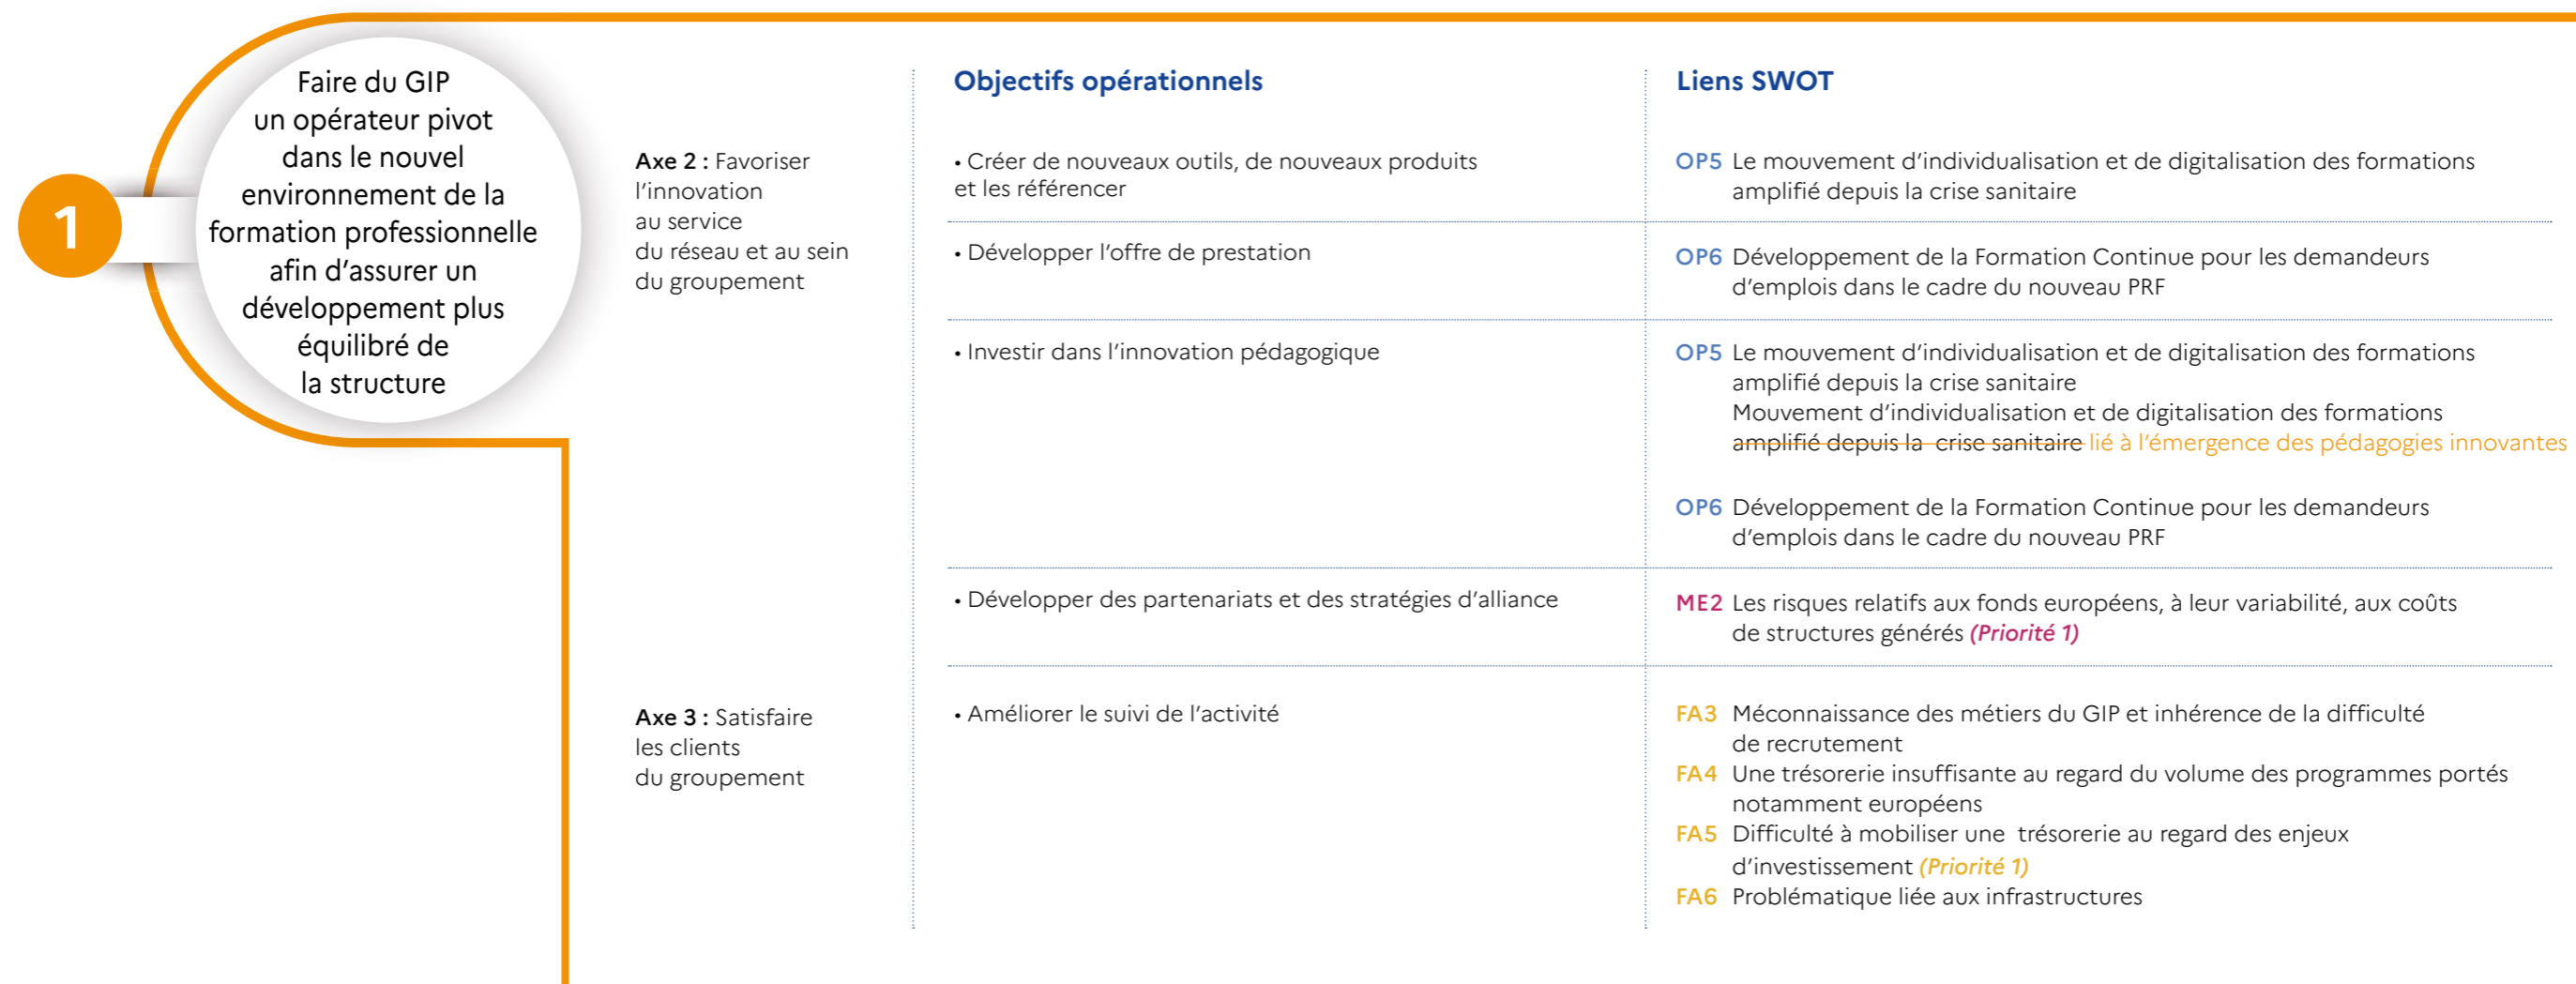 1
Faire du GIP
un opérateur pivot
dans le nouvel
environnement de la
formation professionnelle
afin d'assurer un
développement plus
équilibré de
la structure
Objectifs opérationnels
Liens SWOT
Axe 2 : Favoriser
l'innovation
au service
du réseau et au sein
du groupement
• Créer de nouveaux outils, de nouveaux produits
et les référencer
OP5 Le mouvement d'individualisation et de digitalisation des formations
amplifié depuis la crise sanitaire
• Développer l'offre de prestation
OP6 Développement de la Formation Continue pour les demandeurs
d'emplois dans le cadre du nouveau PRF
• Investir dans l'innovation pédagogique
OP5 Le mouvement d'individualisation et de digitalisation des formations
amplifié depuis la crise sanitaire
Mouvement d'individualisation et de digitalisation des formations
amplifié depuis la crise sanitaire lié à l'émergence des pédagogies innovantes
OP6 Développement de la Formation Continue pour les demandeurs
d'emplois dans le cadre du nouveau PRF
• Développer des partenariats et des stratégies d'alliance
ME2 Les risques relatifs aux fonds européens, à leur variabilité, aux coûts
de structures générés (Priorité 1)
Axe 3 : Satisfaire
les clients
du groupement
• Améliorer le suivi de l'activité
FA3 Méconnaissance des métiers du GIP et inhérence de la difficulté
de recrutement
FA4 Une trésorerie insuffisante au regard du volume des programmes portés
notamment européens
FA5 Difficulté à mobiliser une trésorerie au regard des enjeux
d'investissement (Priorité 1)
FA6 Problématique liée aux infrastructures